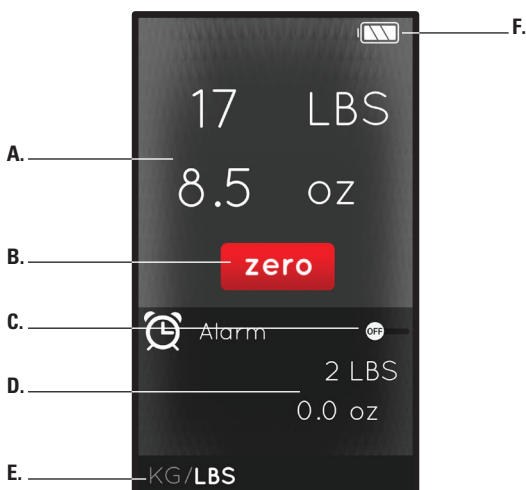 F.
17 LBS
A.
8.5 oz
B. zero
C. Alarm OFF
2 LBS
D.
0.0 oz
E. KG/LBS